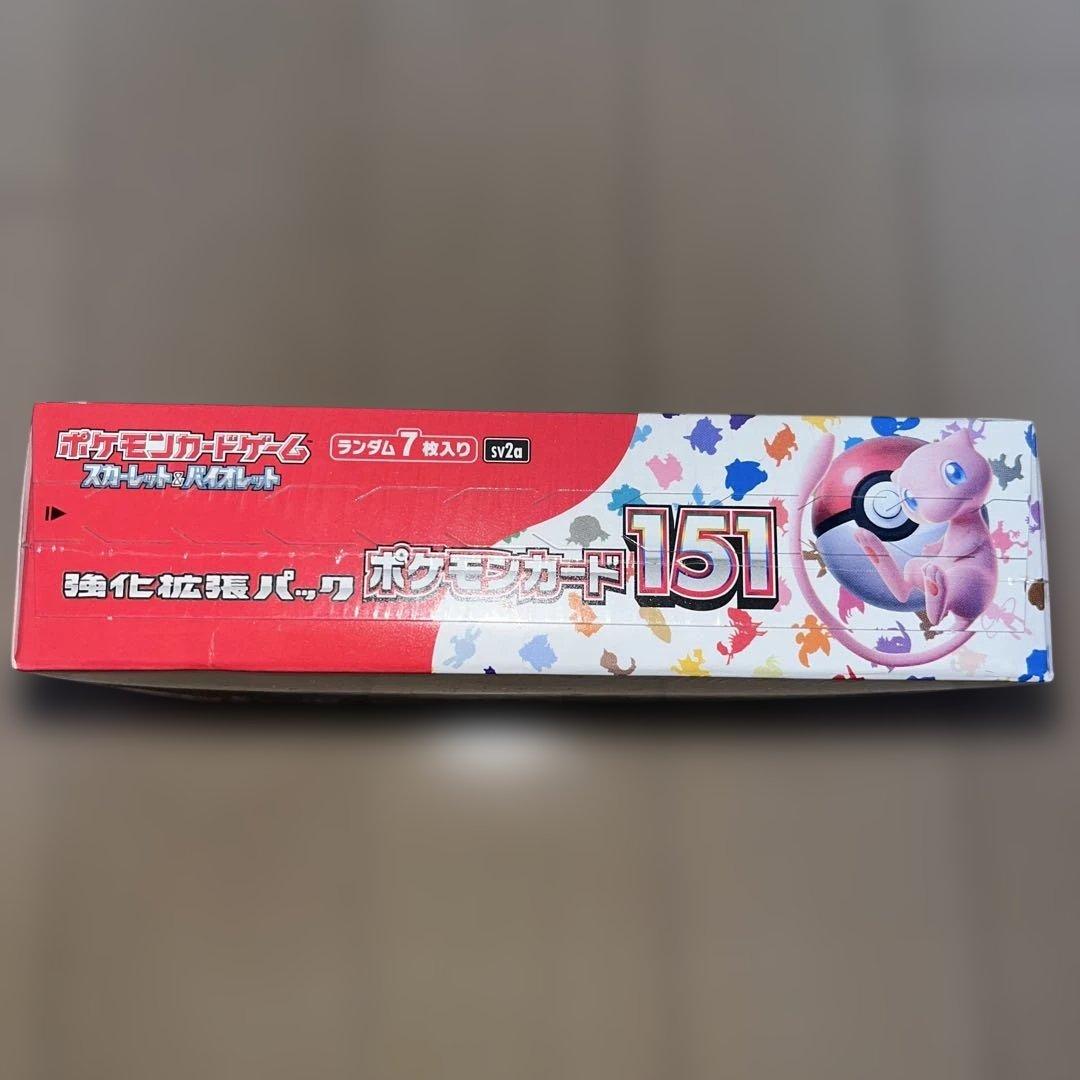 ポケモンカードゲーム
スカーレット&バイオレット
ランダム7枚入り
sv2a
強化拡張パック
ポケモンカード151